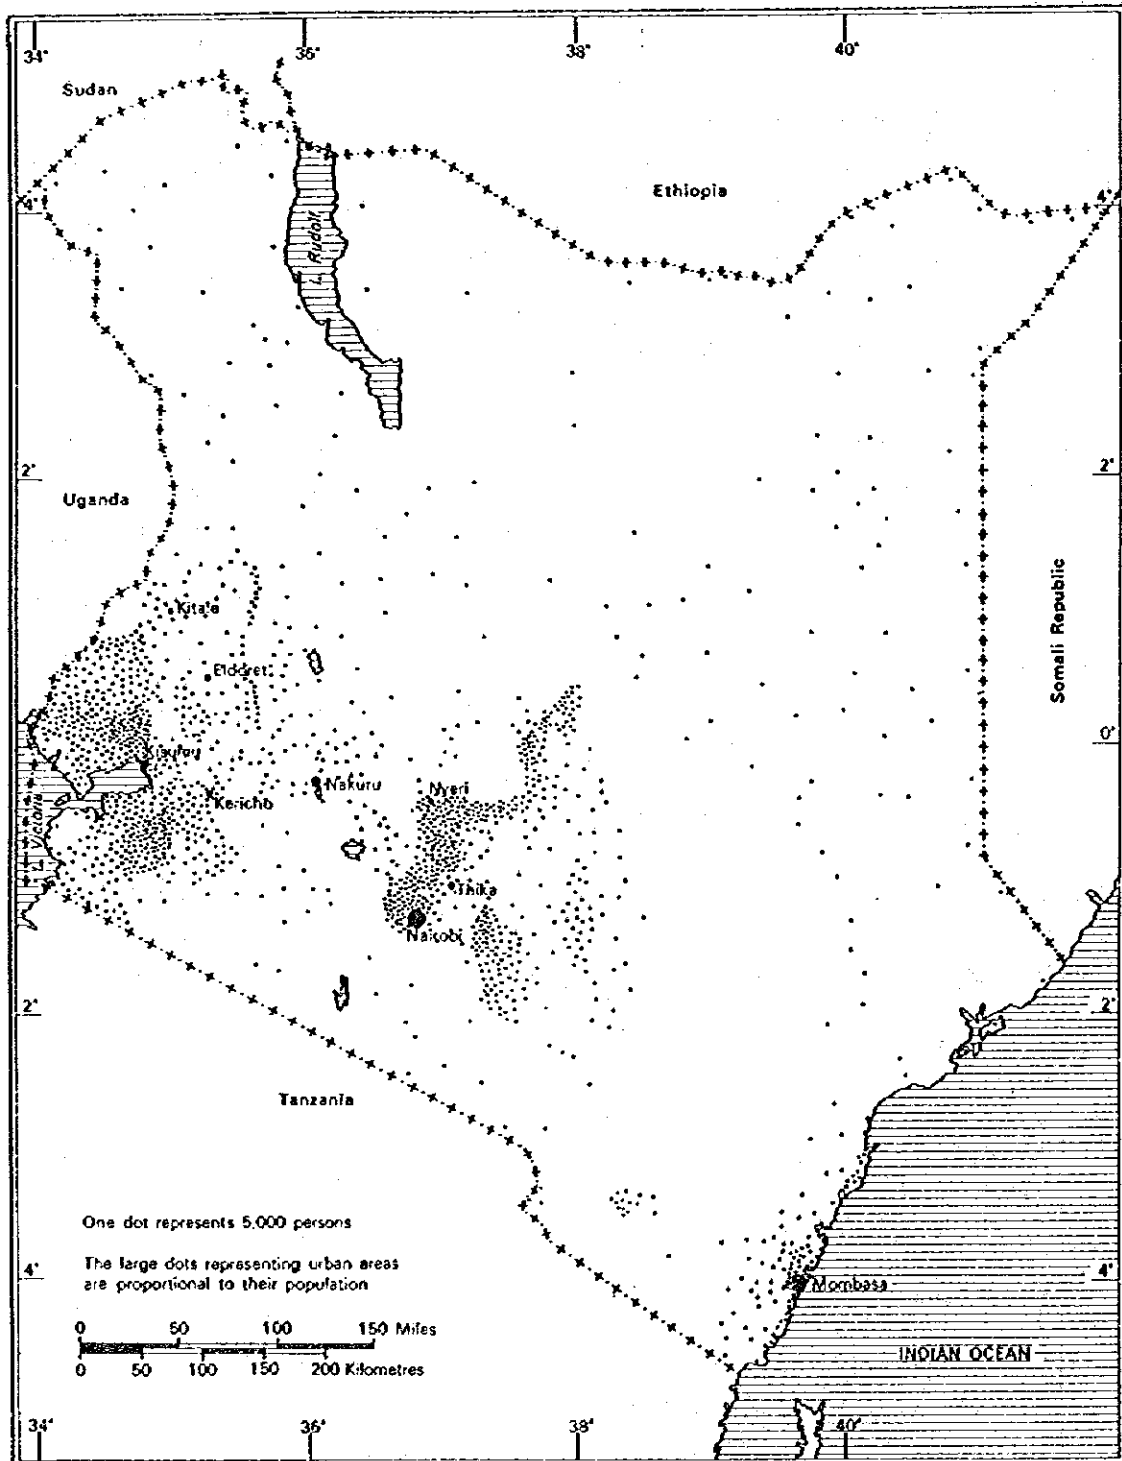 34°
36°
38°
40°
Sudan
Ethiopia
4°
4°
L. Rudolf
2°
2°
Uganda
Somali Republic
Kitale
Eldoret
0°
Kisumu
Nakuru
Nyeri
Kericho
L. Victoria
Thika
Nairobi
2°
2°
Tanzania
One dot represents 5,000 persons
The large dots representing urban areas
are proportional to their population
4°
4°
Mombasa
0 50 100 150 Miles
0 50 100 150 200 Kilometres
INDIAN OCEAN
34°
36°
38°
40°